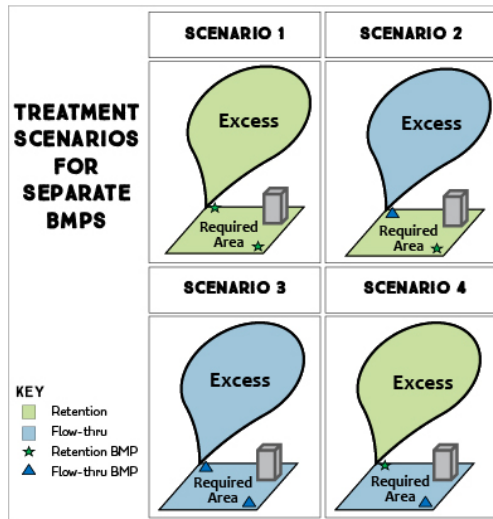 TREATMENT
SCENARIOS
FOR
SEPARATE
BMPS
SCENARIO 1
Excess
Required
Area
SCENARIO 2
Excess
Required
Area
SCENARIO 3
Excess
Required
Area
SCENARIO 4
Excess
Required
Area
KEY
Retention
Flow-thru
Retention BMP
Flow-thru BMP